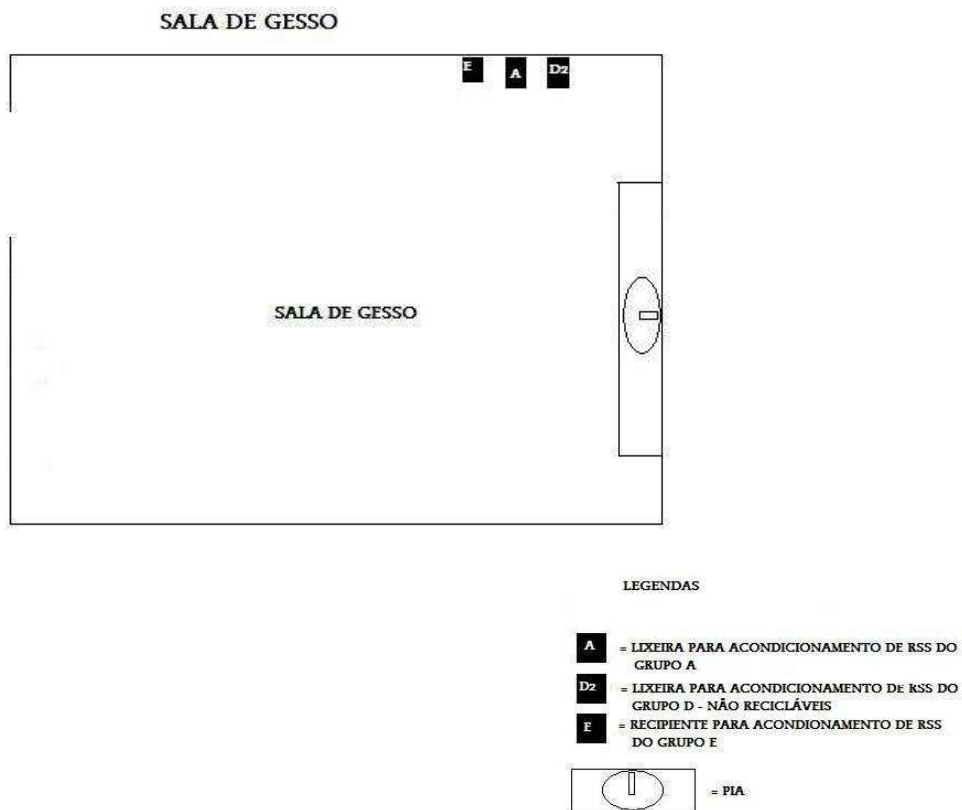 SALA DE GESSO
E A D2
SALA DE GESSO
LEGENDAS
A = LIXEIRA PARA ACONDICIONAMENTO DE RSS DO
GRUPO A
D2 = LIXEIRA PARA ACONDICIONAMENTO DE RSS DO
GRUPO D - NÃO RECICLÁVEIS
E = RECIPIENTE PARA ACONDIONAMENTO DE RSS
DO GRUPO E
= PIA